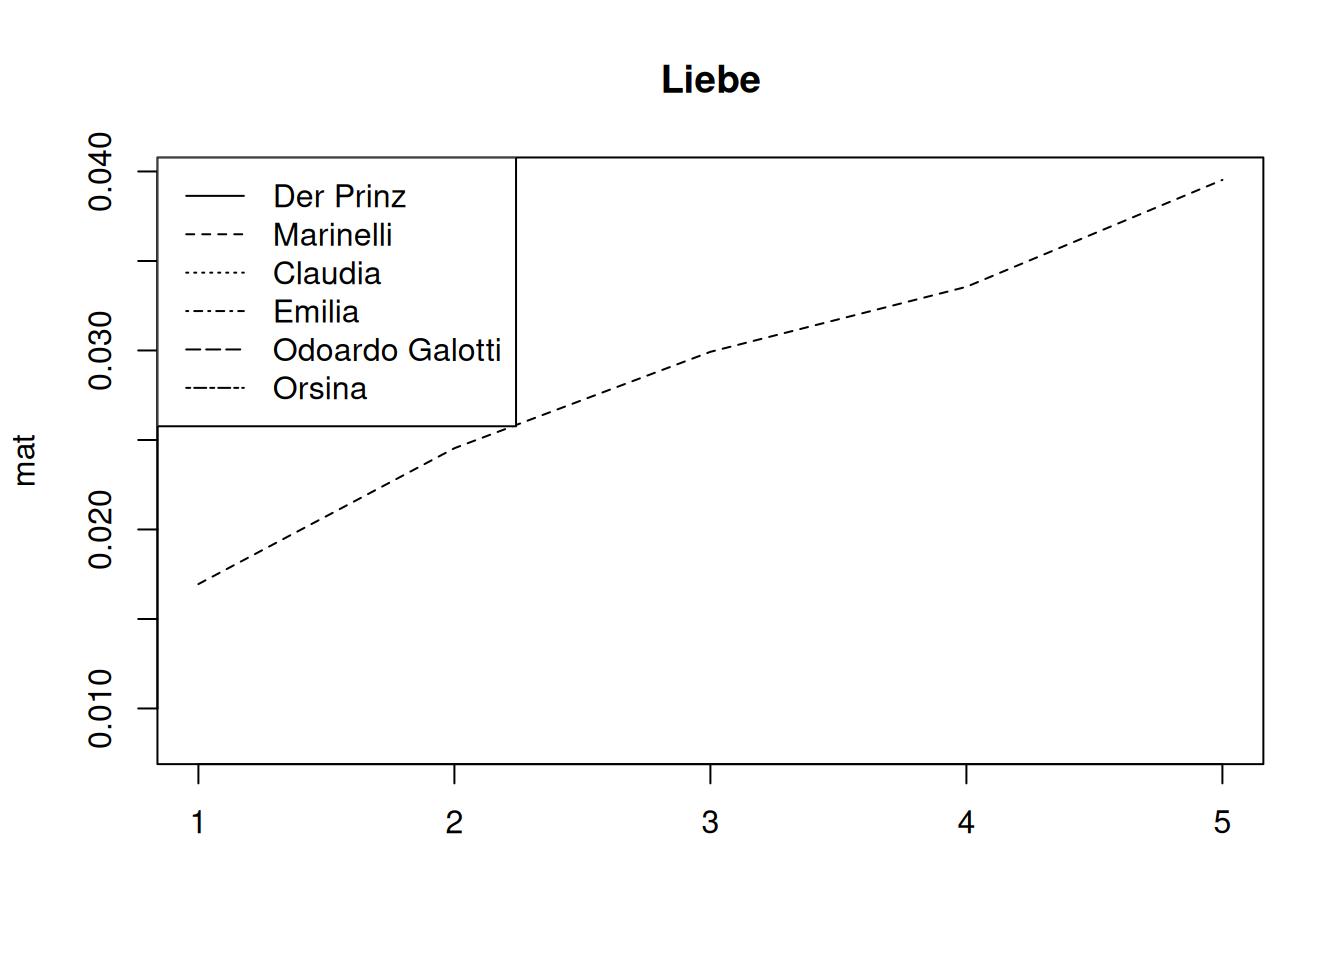 Liebe
Der Prinz
Marinelli
Claudia
Emilia
Odoardo Galotti
Orsina
mat
0.040
0.030
0.020
0.010
1 2 3 4 5